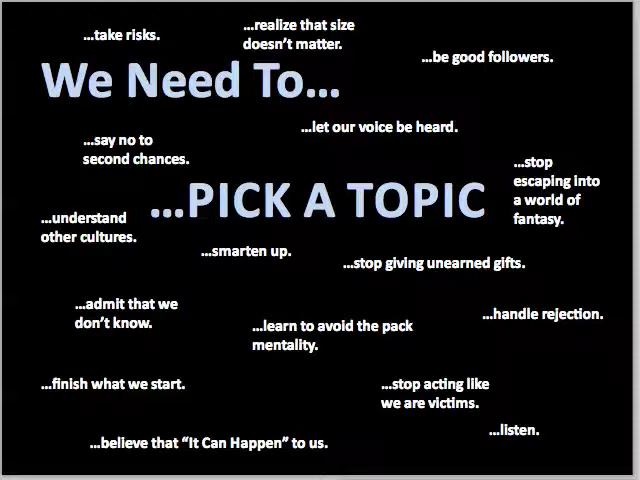 …take risks.
…realize that size
doesn’t matter.
…be good followers.
We Need To…
…let our voice be heard.
…say no to
second chances.
…stop
escaping into
a world of
fantasy.
…PICK A TOPIC
…understand
other cultures.
…smarten up.
…stop giving unearned gifts.
…admit that we
don’t know.
…learn to avoid the pack
mentality.
…handle rejection.
…finish what we start.
…stop acting like
we are victims.
…listen.
…believe that “It Can Happen” to us.